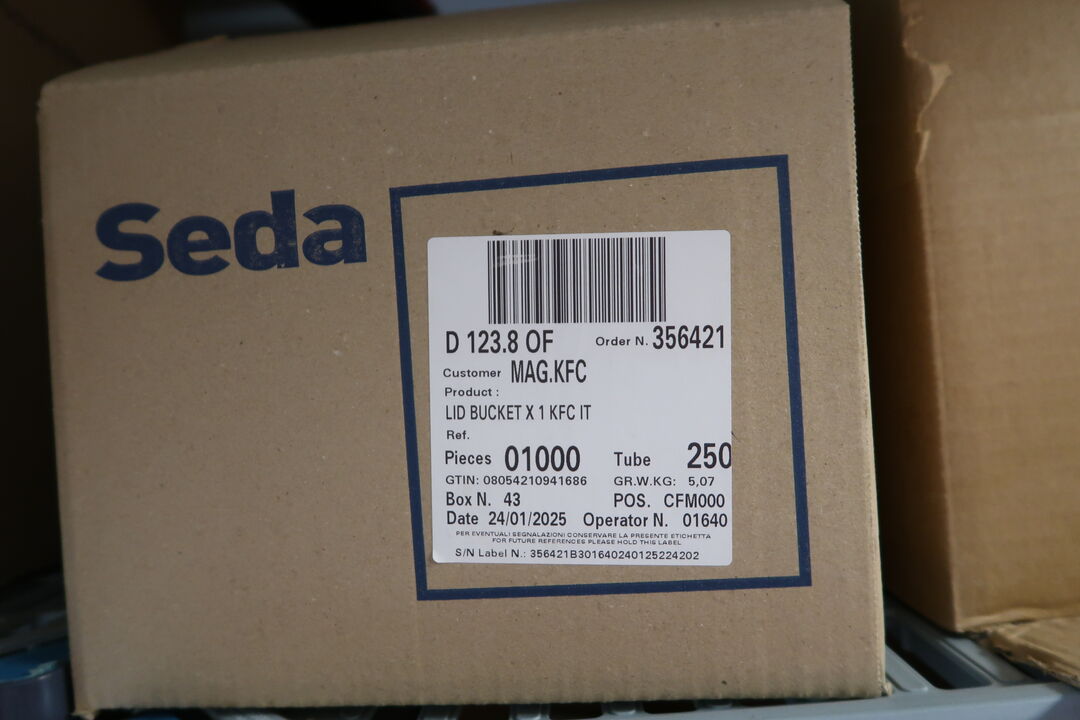 Seda
D 123.8 OF Order N. 356421
Customer MAG.KFC
Product :
LID BUCKET X 1 KFC IT
Ref.
Pieces 01000 Tube 250
GTIN: 08054210941686 GR.W.KG: 5,07
Box N. 43 POS. CFM000
Date 24/01/2025 Operator N. 01640
PER EVENTUALI SEGNALAZIONI CONSERVARE LA PRESENTE ETICHETTA
FOR FUTURE REFERENCES PLEASE HOLD THIS LABEL
S/N Label N.: 356421B301640240125224202